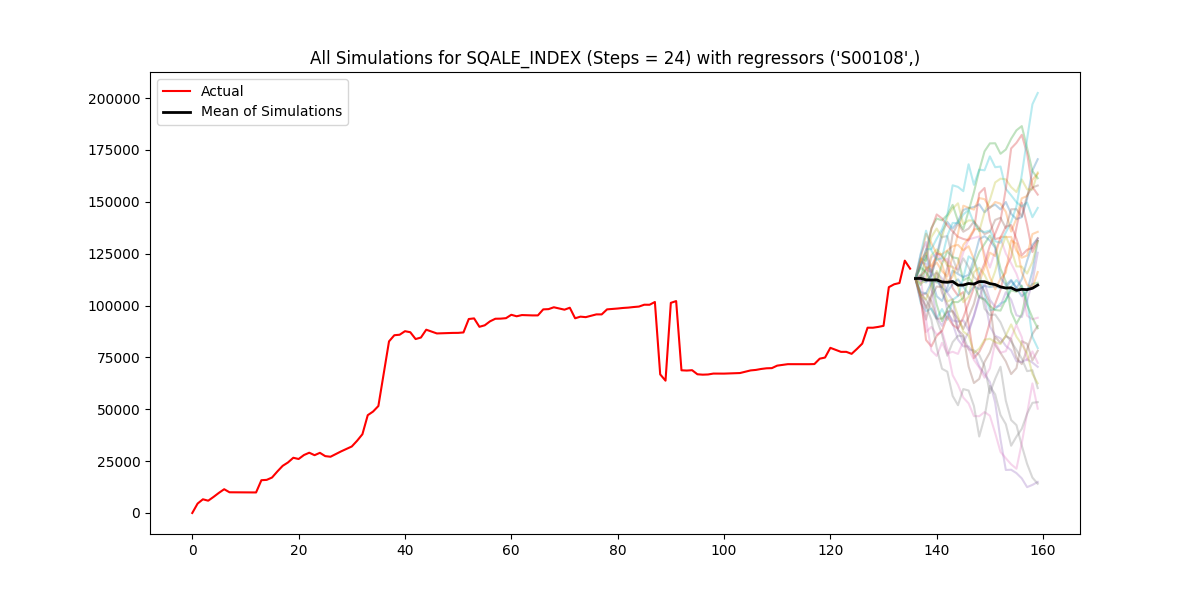 All Simulations for SQALE_INDEX (Steps = 24) with regressors ('S00108',)
Actual
Mean of Simulations
200000
175000
150000
125000
100000
75000
50000
25000
0
0 20 40 60 80 100 120 140 160